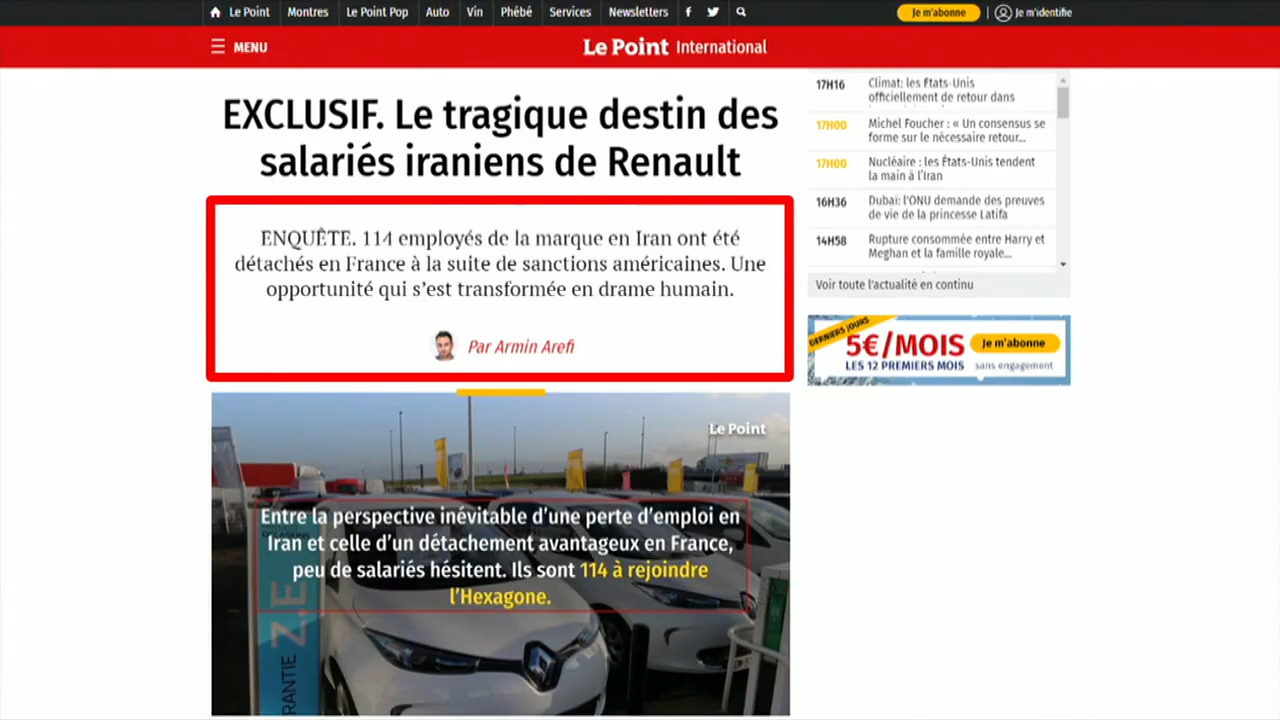 Le Point Montres Le Point Pop Auto Vin Phébé Services Newsletters
Je m'abonne
Je m'identifie
MENU
Le Point International
EXCLUSIF. Le tragique destin des
salariés iraniens de Renault
ENQUÊTE. 114 employés de la marque en Iran ont été
détachés en France à la suite de sanctions américaines. Une
opportunité qui s'est transformée en drame humain.
Par Armin Arefi
Le Point
Entre la perspective inévitable d'une perte d'emploi en
Iran et celle d'un détachement avantageux en France,
peu de salariés hésitent. Ils sont 114 à rejoindre
l'Hexagone.
Z.E
17H16 Climat: les États-Unis
officiellement de retour dans
17H00 Michel Foucher : « Un consensus se
forme sur le nécessaire retour...
17H00 Nucléaire : les États-Unis tendent
la main à l'Iran
16H36 Dubaï: l'ONU demande des preuves
de vie de la princesse Latifa
14H58 Rupture consommée entre Harry et
Meghan et la famille royale...
Voir toute l'actualité en continu
DERNIERS JOURS
5€/MOIS
LES 12 PREMIERS MOIS
Je m'abonne
sans engagement